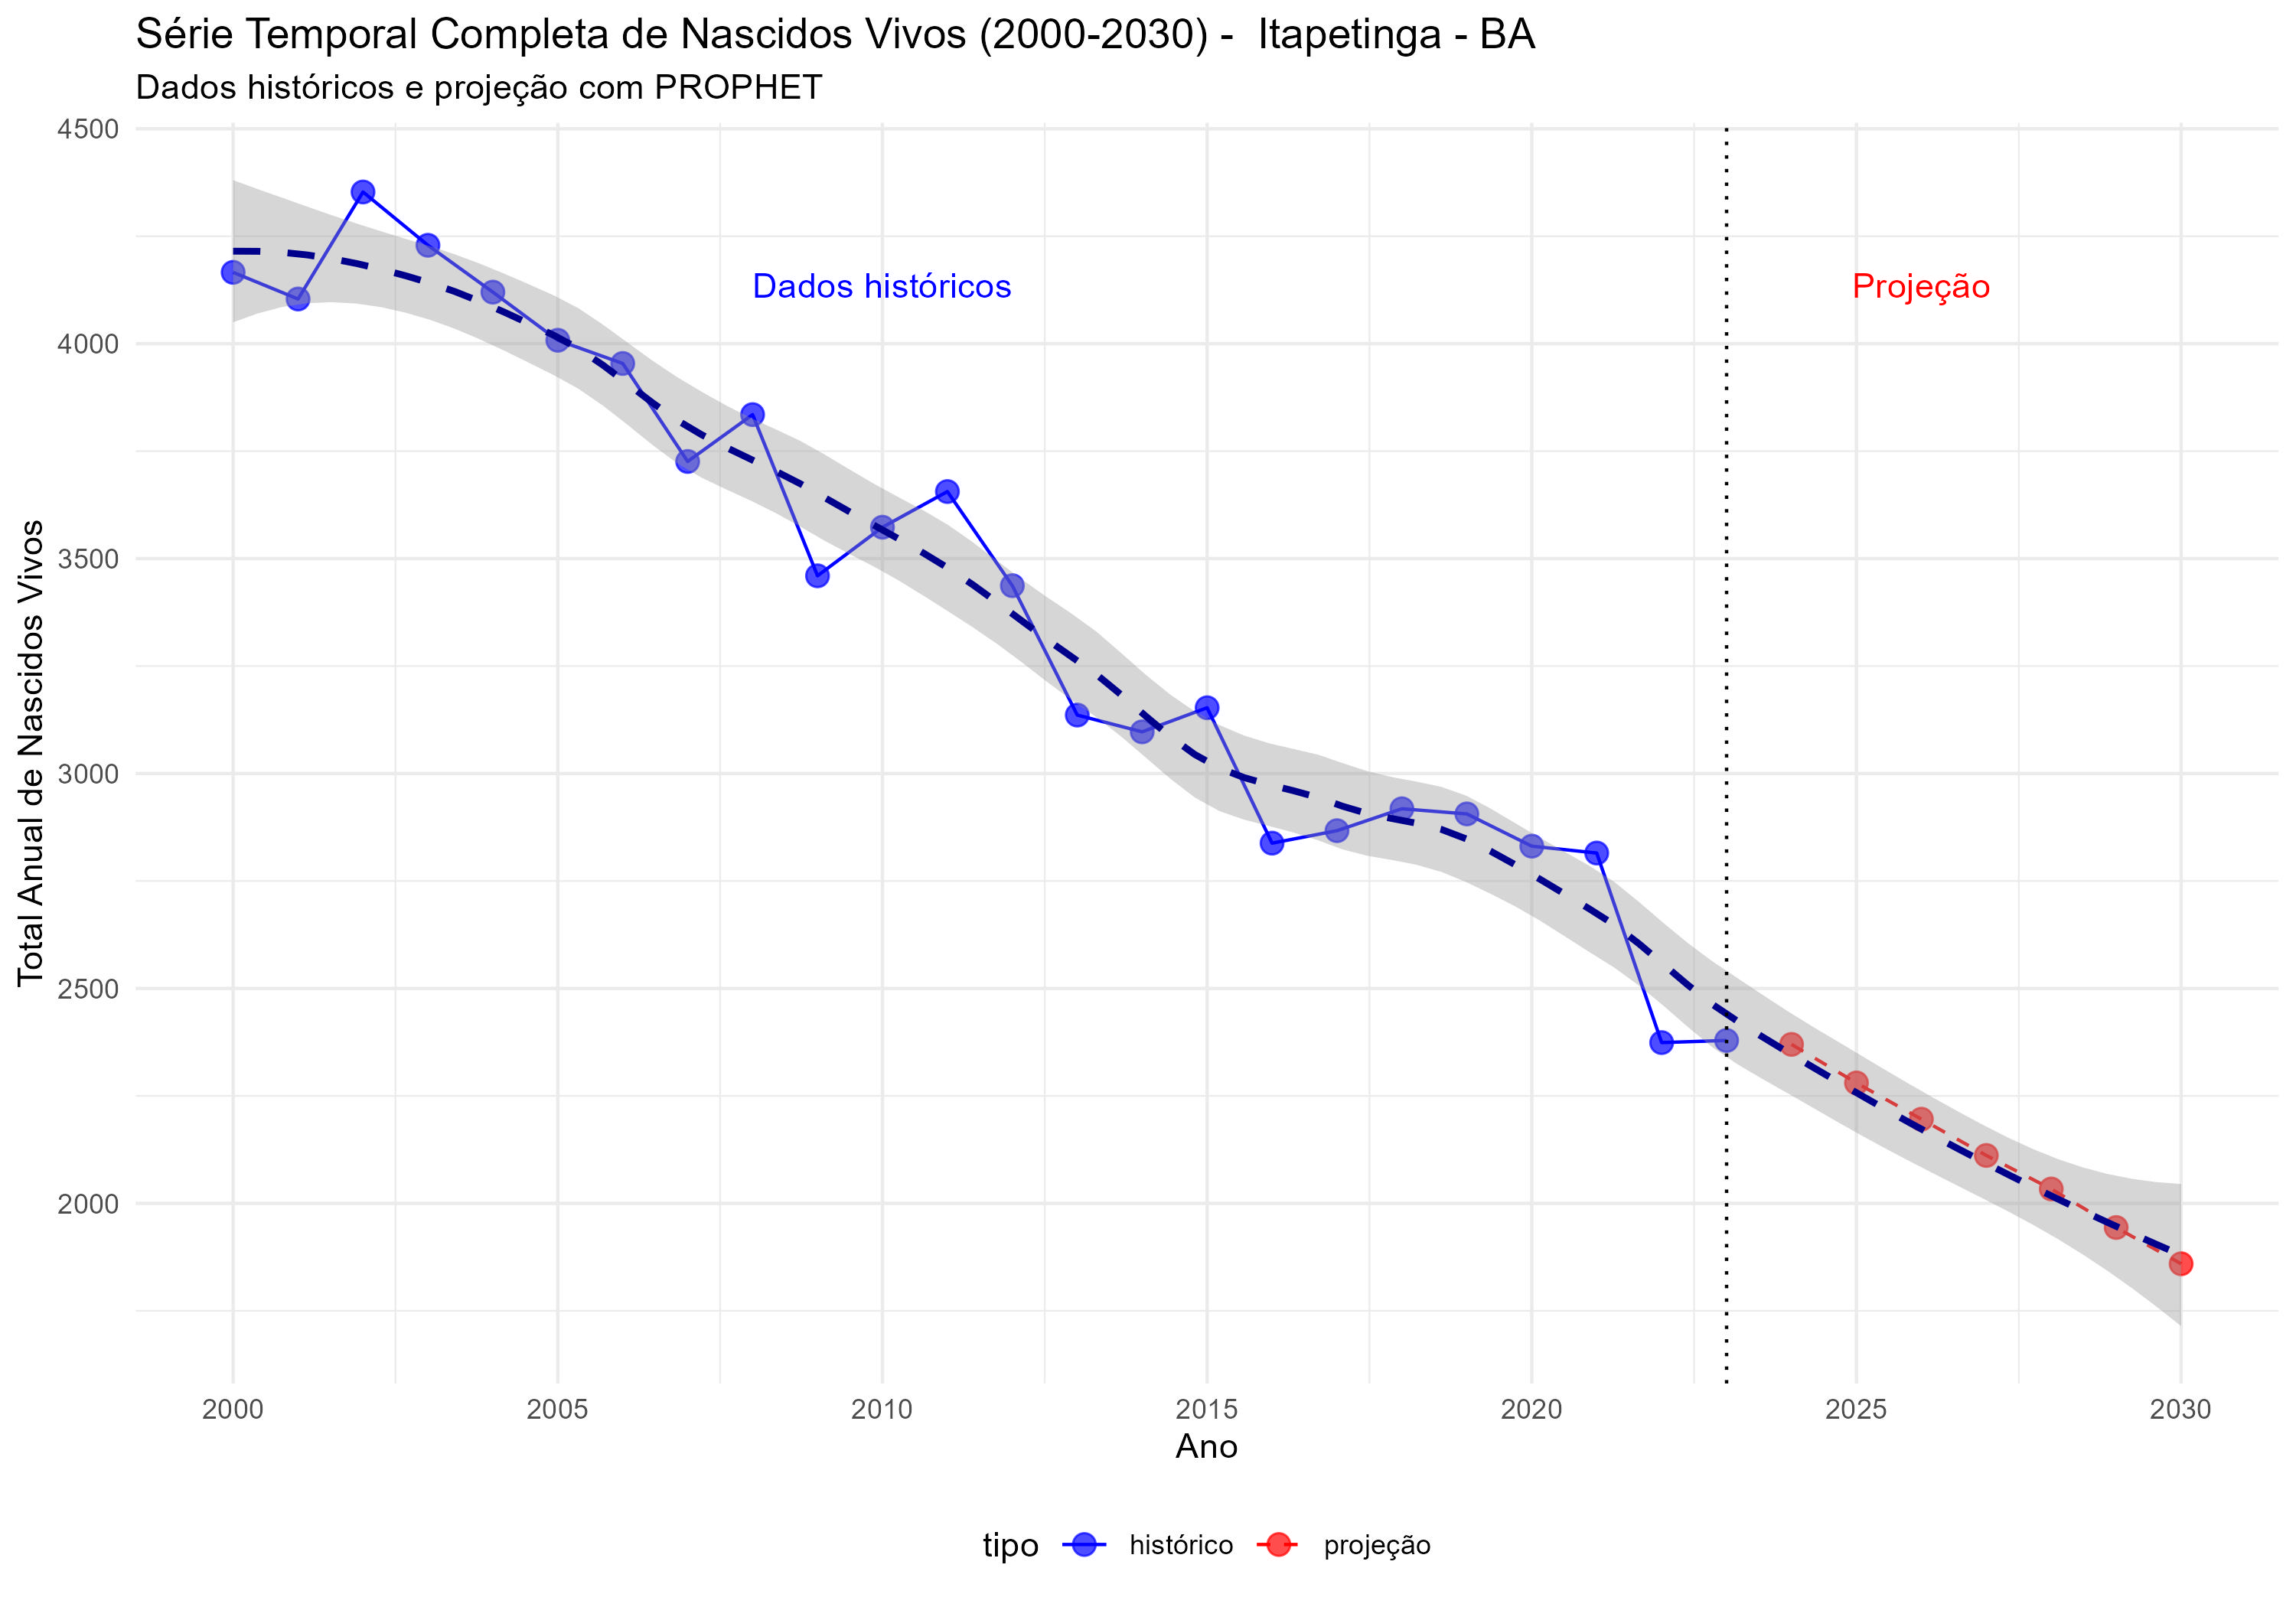 Série Temporal Completa de Nascidos Vivos (2000-2030) -  Itapetinga - BA
Dados históricos e projeção com PROPHET
Total Anual de Nascidos Vivos
4500
4000
3500
3000
2500
2000
Dados históricos
Projeção
2000 2005 2010 2015 2020 2025 2030
Ano
tipo histórico projeção